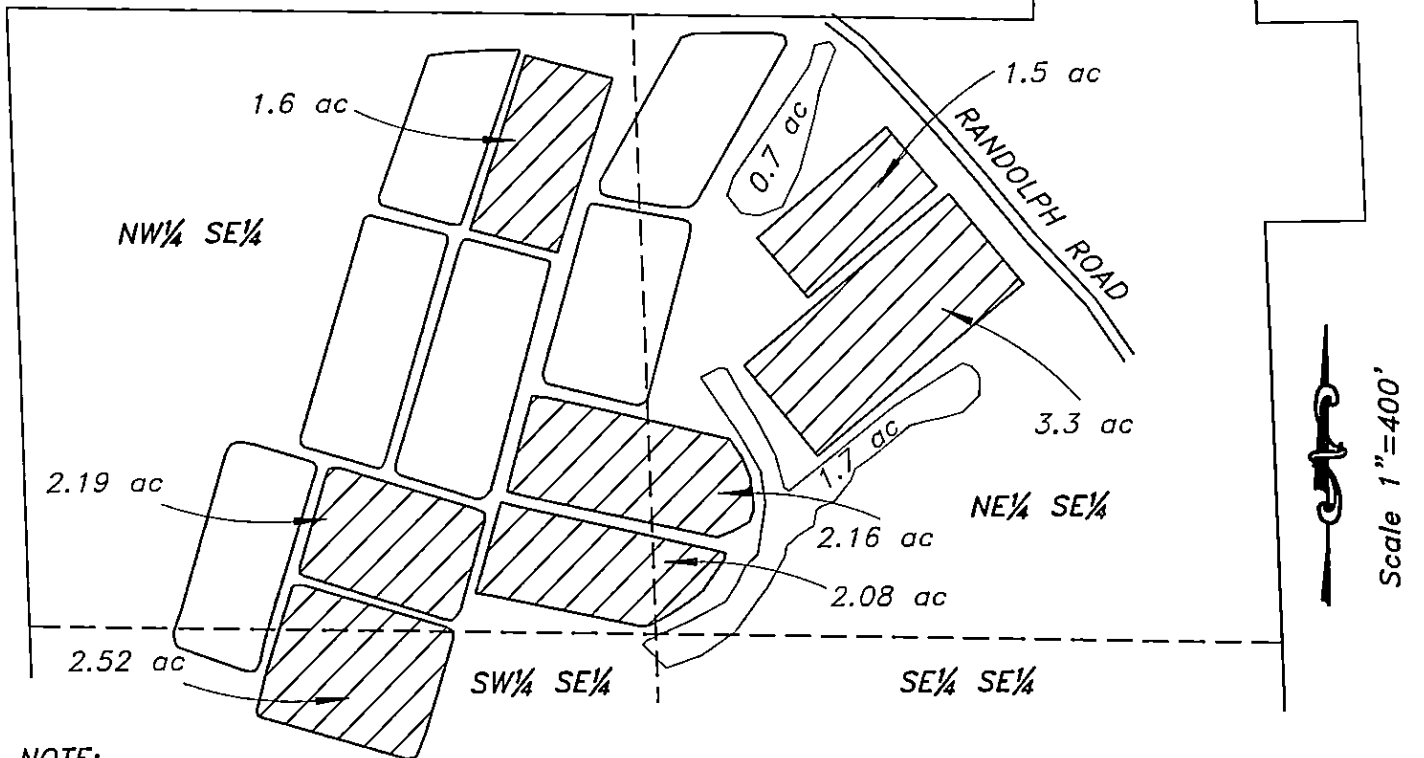 1.5 ac
1.6 ac
0.7 ac
RANDOLPH ROAD
NW¼ SE¼
3.3 ac
1.7 ac
2.19 ac
NE¼ SE¼
2.16 ac
2.08 ac
2.52 ac
SW¼ SE¼
SE¼ SE¼
Scale 1"=400'
NOTE: